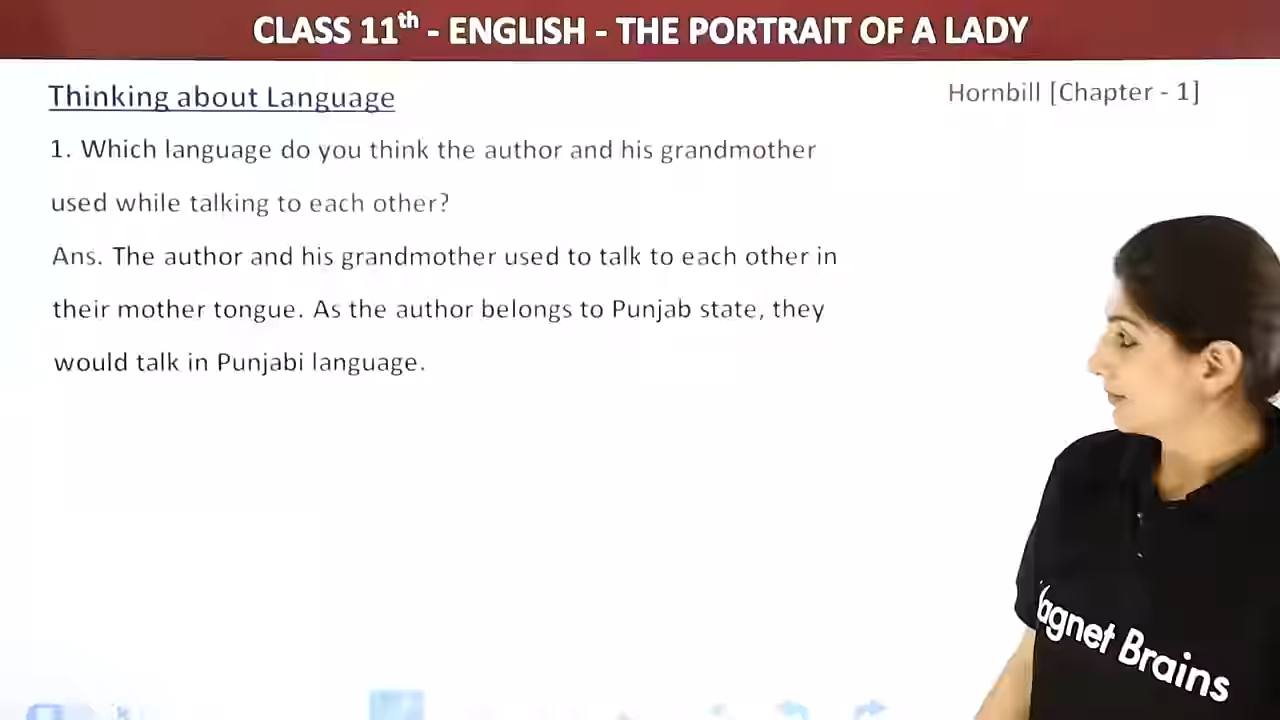 CLASS 11th - ENGLISH - THE PORTRAIT OF A LADY
Thinking about Language
Hornbill [Chapter - 1]
1. Which language do you think the author and his grandmother
used while talking to each other?
Ans. The author and his grandmother used to talk to each other in
their mother tongue. As the author belongs to Punjab state, they
would talk in Punjabi language.
agnet Brains